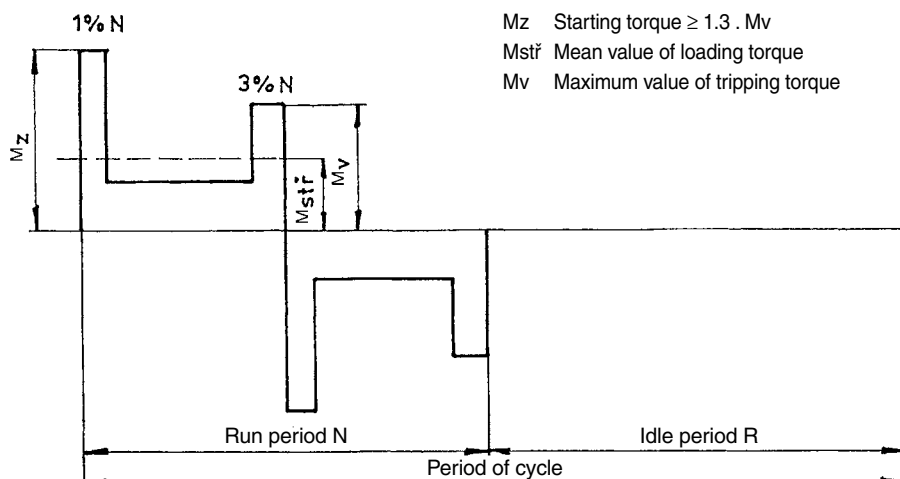 1% N
Mz Starting torque ≥ 1.3 . Mv
Mstř Mean value of loading torque
Mv Maximum value of tripping torque
3% N
Mz
Mstř
Mv
Run period N
Idle period R
Period of cycle